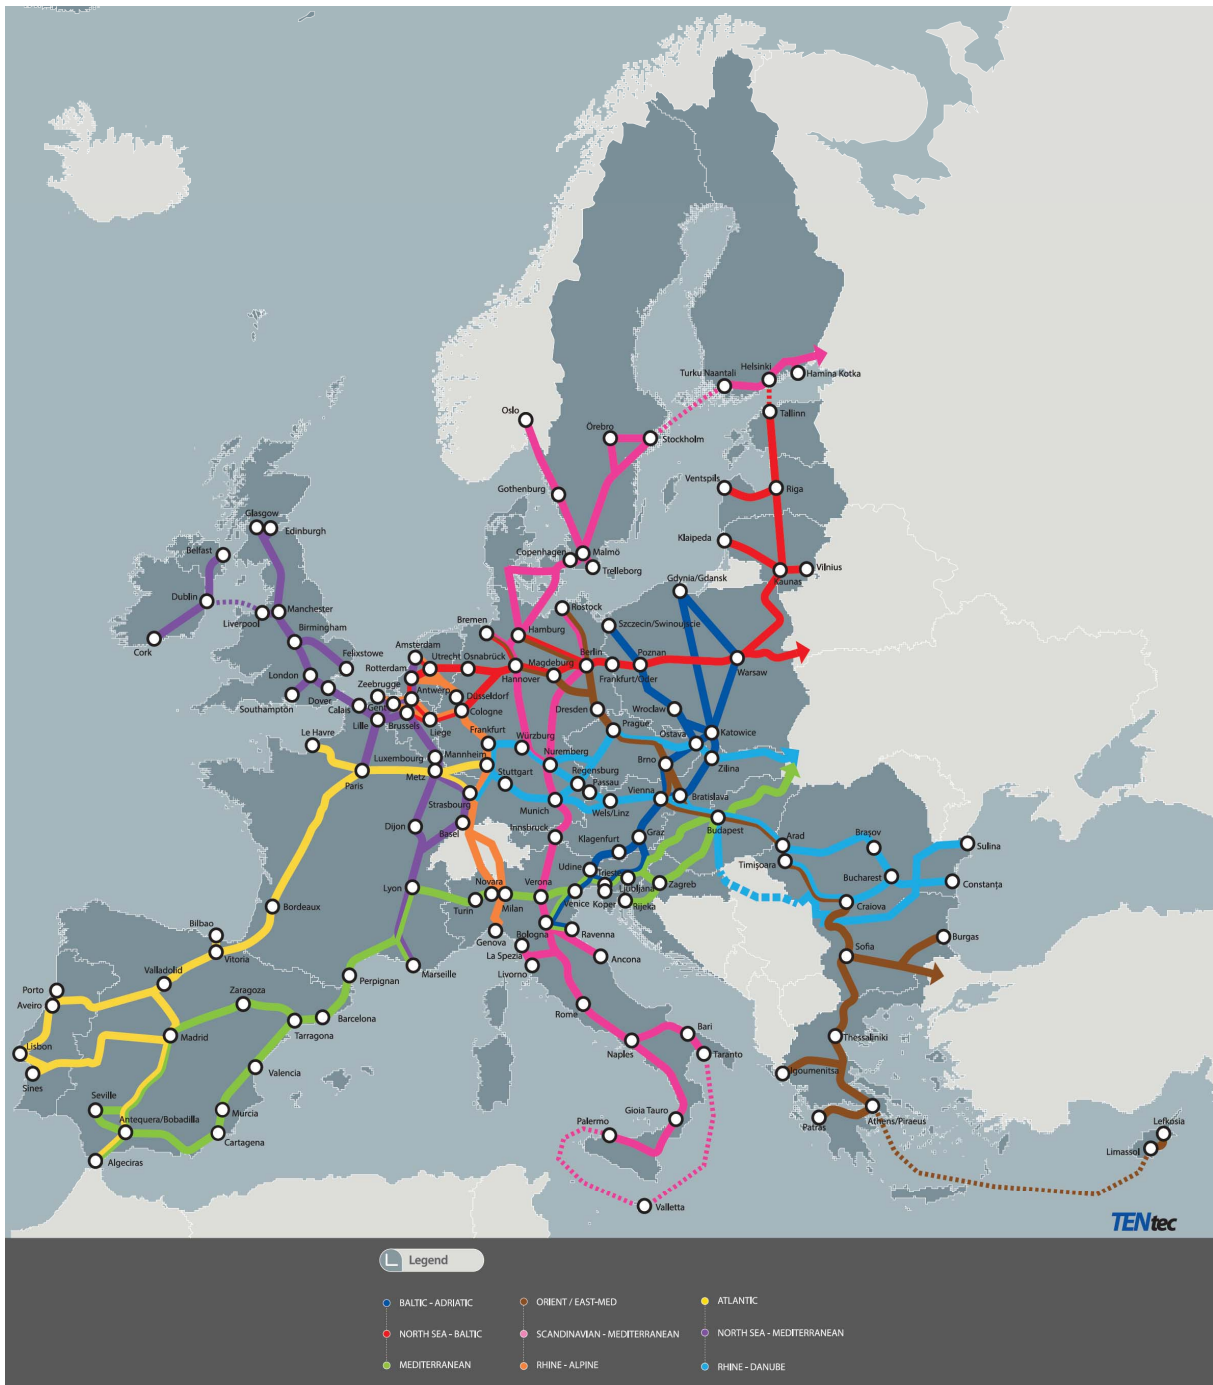 Helsinki
Turku Naantali
Hamina Kotka
Oslo
Tallinn
Örebro
Stockholm
Ventspils
Riga
Gothenburg
Glasgow
Edinburgh
Klaipeda
Belfast
Copenhagen
Malmö
Trelleborg
Vilnius
Kaunas
Gdynia/Gdansk
Dublin
Rostock
Manchester
Liverpool
Szczecin/Swinoujście
Bremen
Hamburg
Birmingham
Cork
Amsterdam
Felixstowe
Utrecht
Osnabrück
Berlin
Poznan
Rotterdam
Magdeburg
London
Hannover
Frankfurt/Oder
Warsaw
Zeebrugge
Antwerp
Düsseldorf
Dover
Southampton
Calais
Gent
Cologne
Dresden
Wroclaw
Lille
Brussels
Liege
Prague
Le Havre
Frankfurt
Würzburg
Ostava
Katowice
Luxembourg
Mannheim
Nuremberg
Brno
Zilina
Metz
Stuttgart
Regensburg
Paris
Passau
Strasbourg
Vienna
Bratislava
Munich
Wels/Linz
Dijon
Basel
Innsbruck
Graz
Budapest
Klagenfurt
Arad
Braşov
Sulina
Timişoara
Udine
Trieste
Bucharest
Lyon
Novara
Verona
Ljubljana
Zagreb
Constanţa
Turin
Milan
Venice
Koper
Rijeka
Bordeaux
Craiova
Bilbao
Genova
Bologna
Ravenna
Burgas
Vitoria
La Spezia
Sofia
Marseille
Livorno
Ancona
Valladolid
Perpignan
Porto
Zaragoza
Aveiro
Rome
Barcelona
Tarragona
Bari
Madrid
Thessaliniki
Lisbon
Naples
Taranto
Valencia
Sines
Igoumenitsa
Seville
Murcia
Gioia Tauro
Antequera/Bobadilla
Palermo
Patras
Athens/Piraeus
Lefkosia
Cartagena
Limassol
Algeciras
Valletta
TENtec
Legend
BALTIC - ADRIATIC
ORIENT / EAST-MED
ATLANTIC
NORTH SEA - BALTIC
SCANDINAVIAN - MEDITERRANEAN
NORTH SEA - MEDITERRANEAN
MEDITERRANEAN
RHINE - ALPINE
RHINE - DANUBE